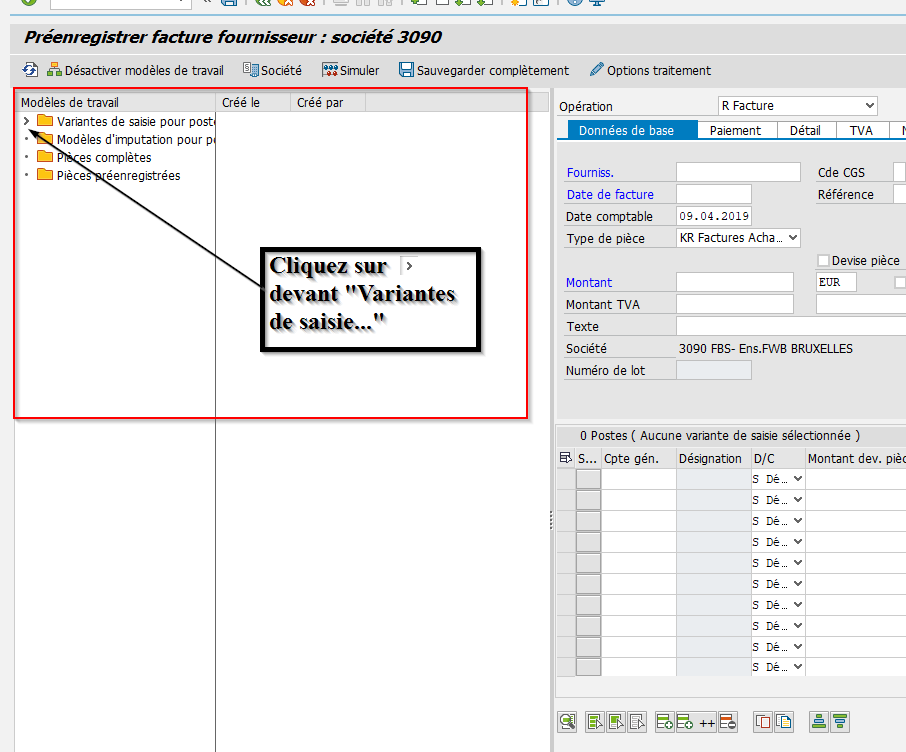 Préenregistrer facture fournisseur : société 3090
Désactiver modèles de travail Société Simuler Sauvegarder complètement Options traitement
Modèles de travail Créé le Créé par
Variantes de saisie pour poste
Modèles d'imputation pour po
Pièces complètes
Pièces préenregistrées
Cliquez sur >
devant "Variantes
de saisie..."
Opération R Facture
Données de base Paiement Détail TVA
Fourniss. Cde CGS
Date de facture Référence
Date comptable 09.04.2019
Type de pièce KR Factures Acha...
Devise pièce
Montant EUR
Montant TVA
Texte
Société 3090 FBS- Ens.FWB BRUXELLES
Numéro de lot
0 Postes ( Aucune variante de saisie sélectionnée )
S... Cpte gén. Désignation D/C Montant dev. pièc
S Dé...
S Dé...
S Dé...
S Dé...
S Dé...
S Dé...
S Dé...
S Dé...
S Dé...
S Dé...